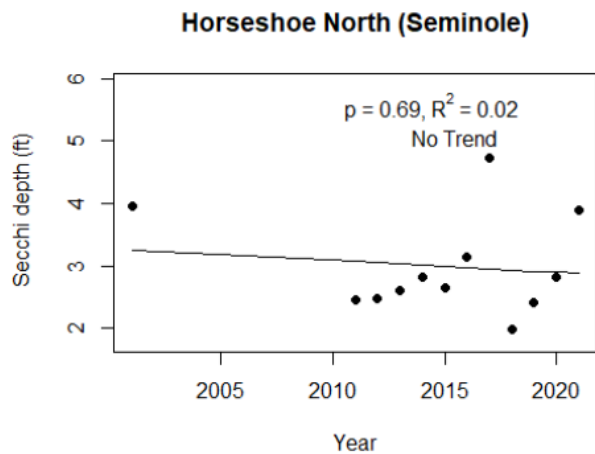 Horseshoe North (Seminole)
p = 0.69, R² = 0.02
No Trend
Secchi depth (ft)
6
5
4
3
2
2005 2010 2015 2020
Year